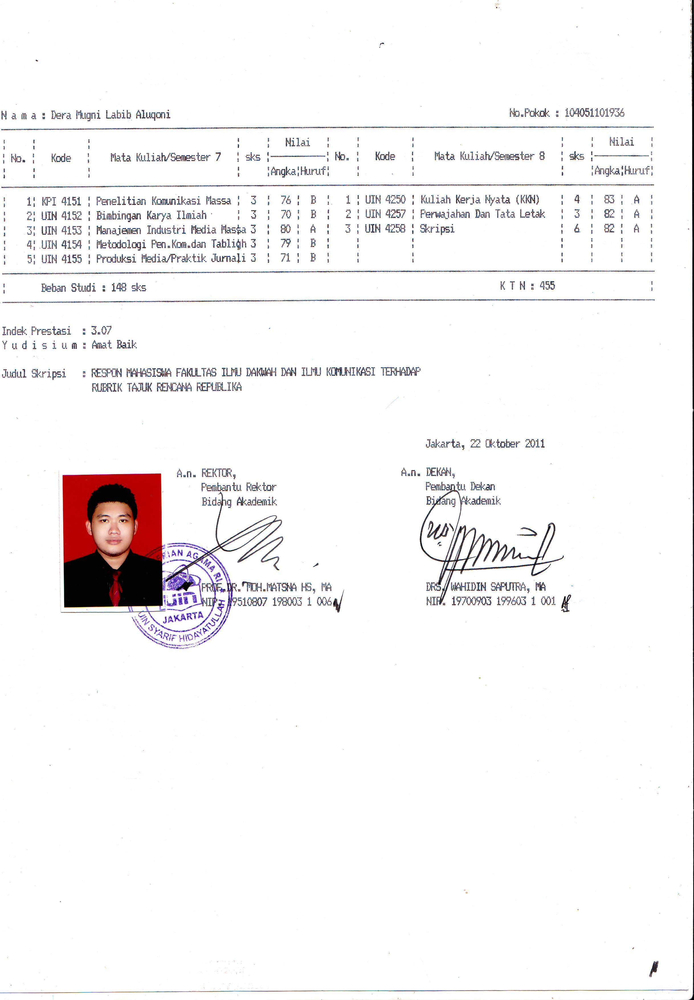 N a m a : Dera Mugni Labib Aluqoni No.Pokok : 104051101936
No. Kode Mata Kuliah/Semester 7 sks Nilai No. Kode Mata Kuliah/Semester 8 sks Nilai
Angka Huruf Angka Huruf
1 KPI 4151 Penelitian Komunikasi Massa 3 76 B 1 UIN 4250 Kuliah Kerja Nyata (KKN) 4 83 A
2 UIN 4152 Bimbingan Karya Ilmiah 3 70 B 2 UIN 4257 Perwajahan Dan Tata Letak 3 82 A
3 UIN 4153 Manajemen Industri Media Massa 3 80 A 3 UIN 4258 Skripsi 6 82 A
4 UIN 4154 Metodologi Pen.Kom.dan Tabligh 3 79 B
5 UIN 4155 Produksi Media/Praktik Jurnali 3 71 B
Beban Studi : 148 sks K T N : 455
Indek Prestasi : 3.07
Y u d i s i u m : Amat Baik
Judul Skripsi : RESPON MAHASISWA FAKULTAS ILMU DAKWAH DAN ILMU KOMUNIKASI TERHADAP
RUBRIK TAJUK RENCANA REPUBLIKA
Jakarta, 22 Oktober 2011
A.n. REKTOR, A.n. DEKAN,
Pembantu Rektor Pembantu Dekan
Bidang Akademik Bidang Akademik
PROF.DR. MOH.MATSNA HS, MA DRS. WAHIDIN SAPUTRA, MA
NIP. 19510807 198003 1 006 NIP. 19700903 199603 1 001
AGAMA RI
uin
JAKARTA
UIN SYARIF HIDAYATULLAH